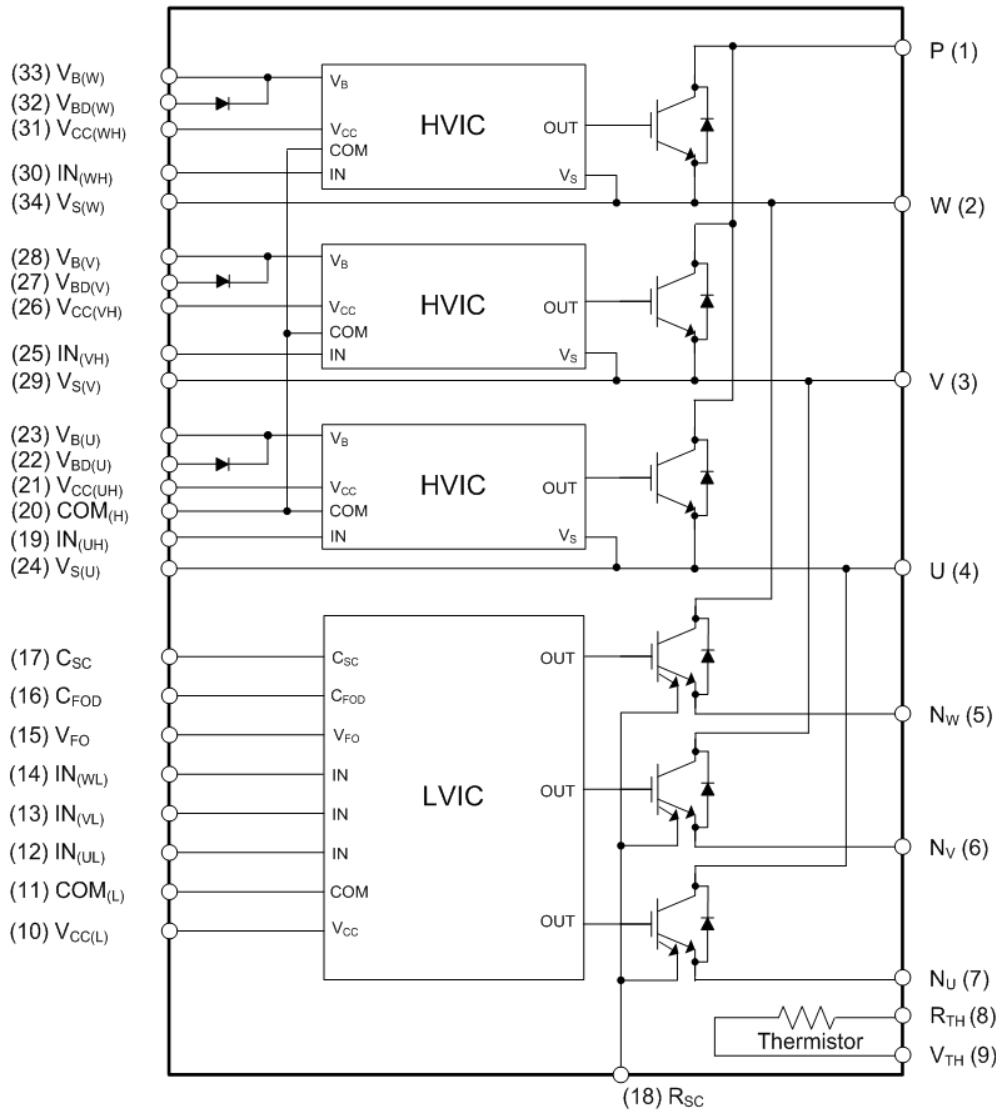 (33) VB(W)
(32) VBD(W)
(31) VCC(WH)
(30) IN(WH)
(34) VS(W)
(28) VB(V)
(27) VBD(V)
(26) VCC(VH)
(25) IN(VH)
(29) VS(V)
(23) VB(U)
(22) VBD(U)
(21) VCC(UH)
(20) COM(H)
(19) IN(UH)
(24) VS(U)
(17) CSC
(16) CFOD
(15) VFO
(14) IN(WL)
(13) IN(VL)
(12) IN(UL)
(11) COM(L)
(10) VCC(L)
VB
VCC
COM
IN
HVIC
OUT
VS
VB
VCC
COM
IN
HVIC
OUT
VS
VB
VCC
COM
IN
HVIC
OUT
VS
CSC
CFOD
VFO
IN
IN
IN
COM
VCC
LVIC
OUT
OUT
OUT
P (1)
W (2)
V (3)
U (4)
NW (5)
NV (6)
NU (7)
RTH (8)
VTH (9)
Thermistor
(18) RSC